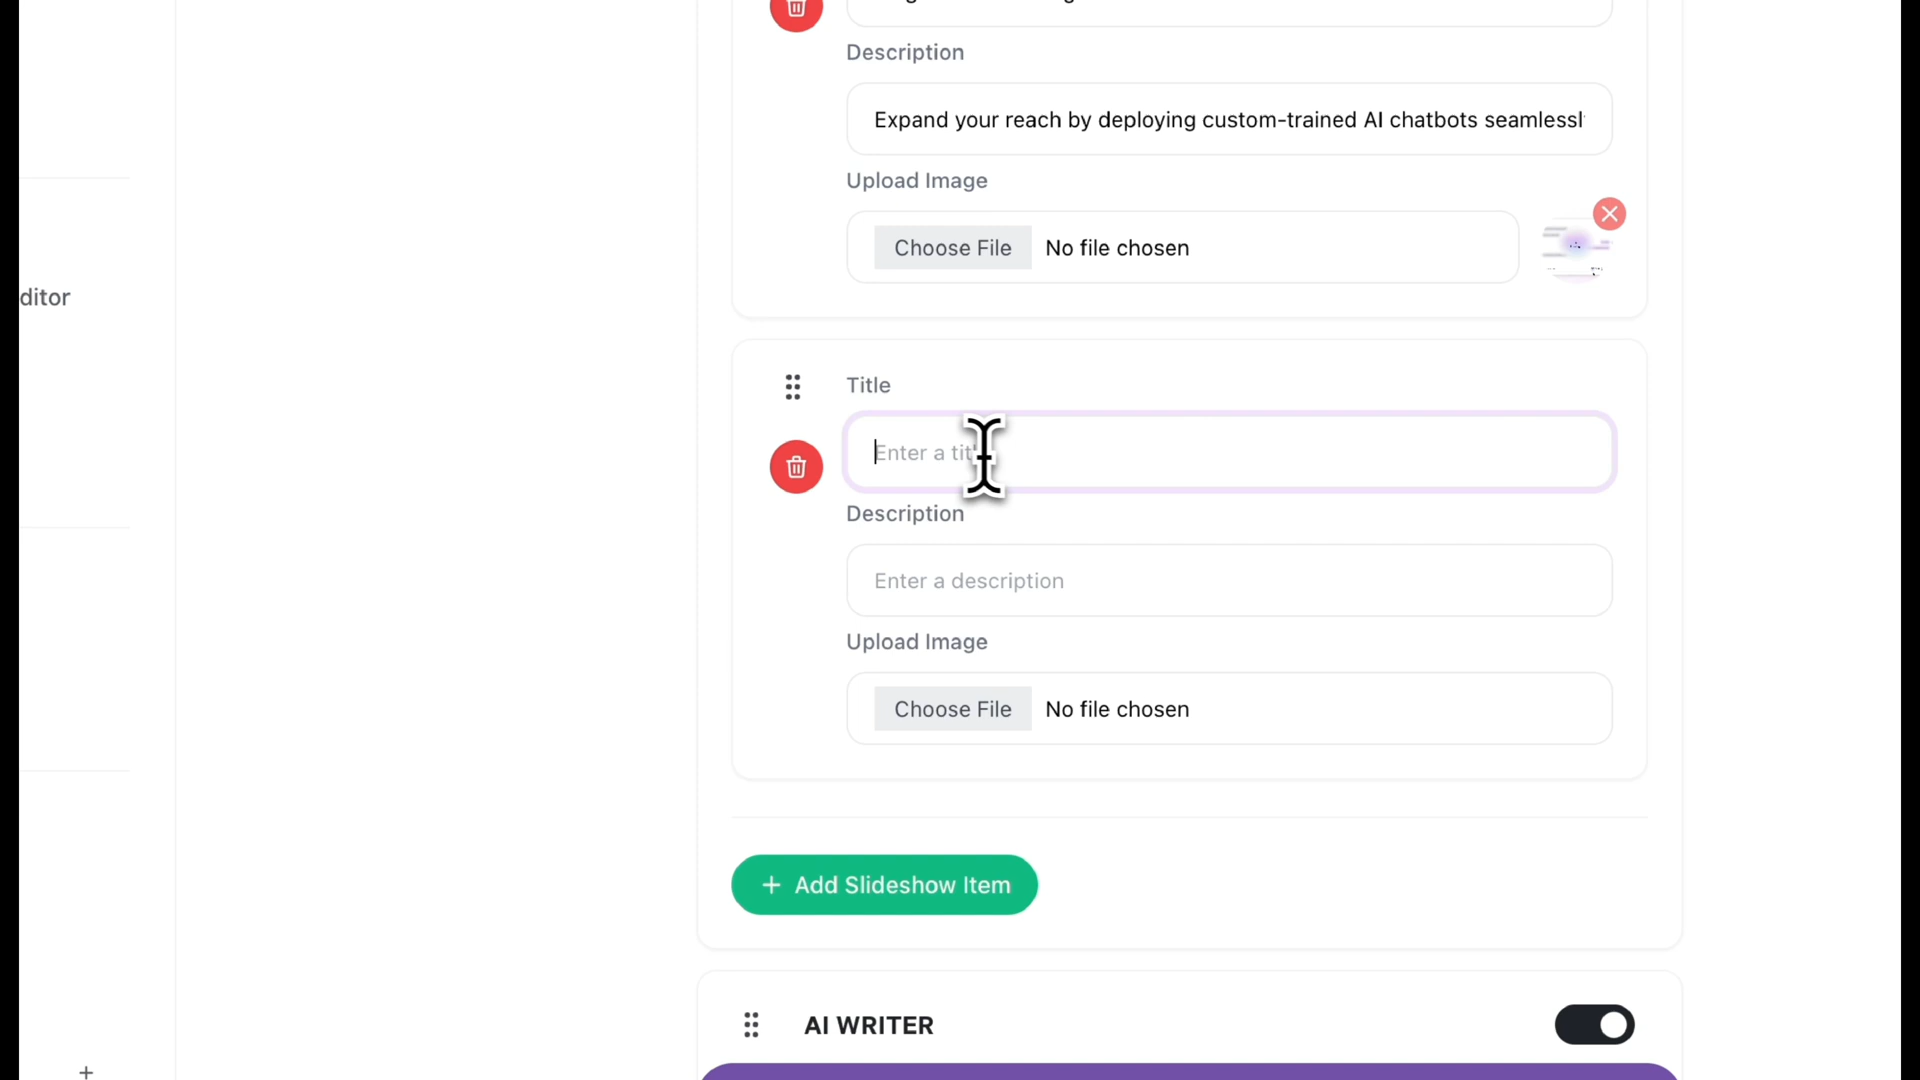 Description
Expand your reach by deploying custom-trained AI chatbots seamlessl
Upload Image
Choose File No file chosen
ditor
Title
Enter a tit
Description
Enter a description
Upload Image
Choose File No file chosen
+ Add Slideshow Item
AI WRITER
+